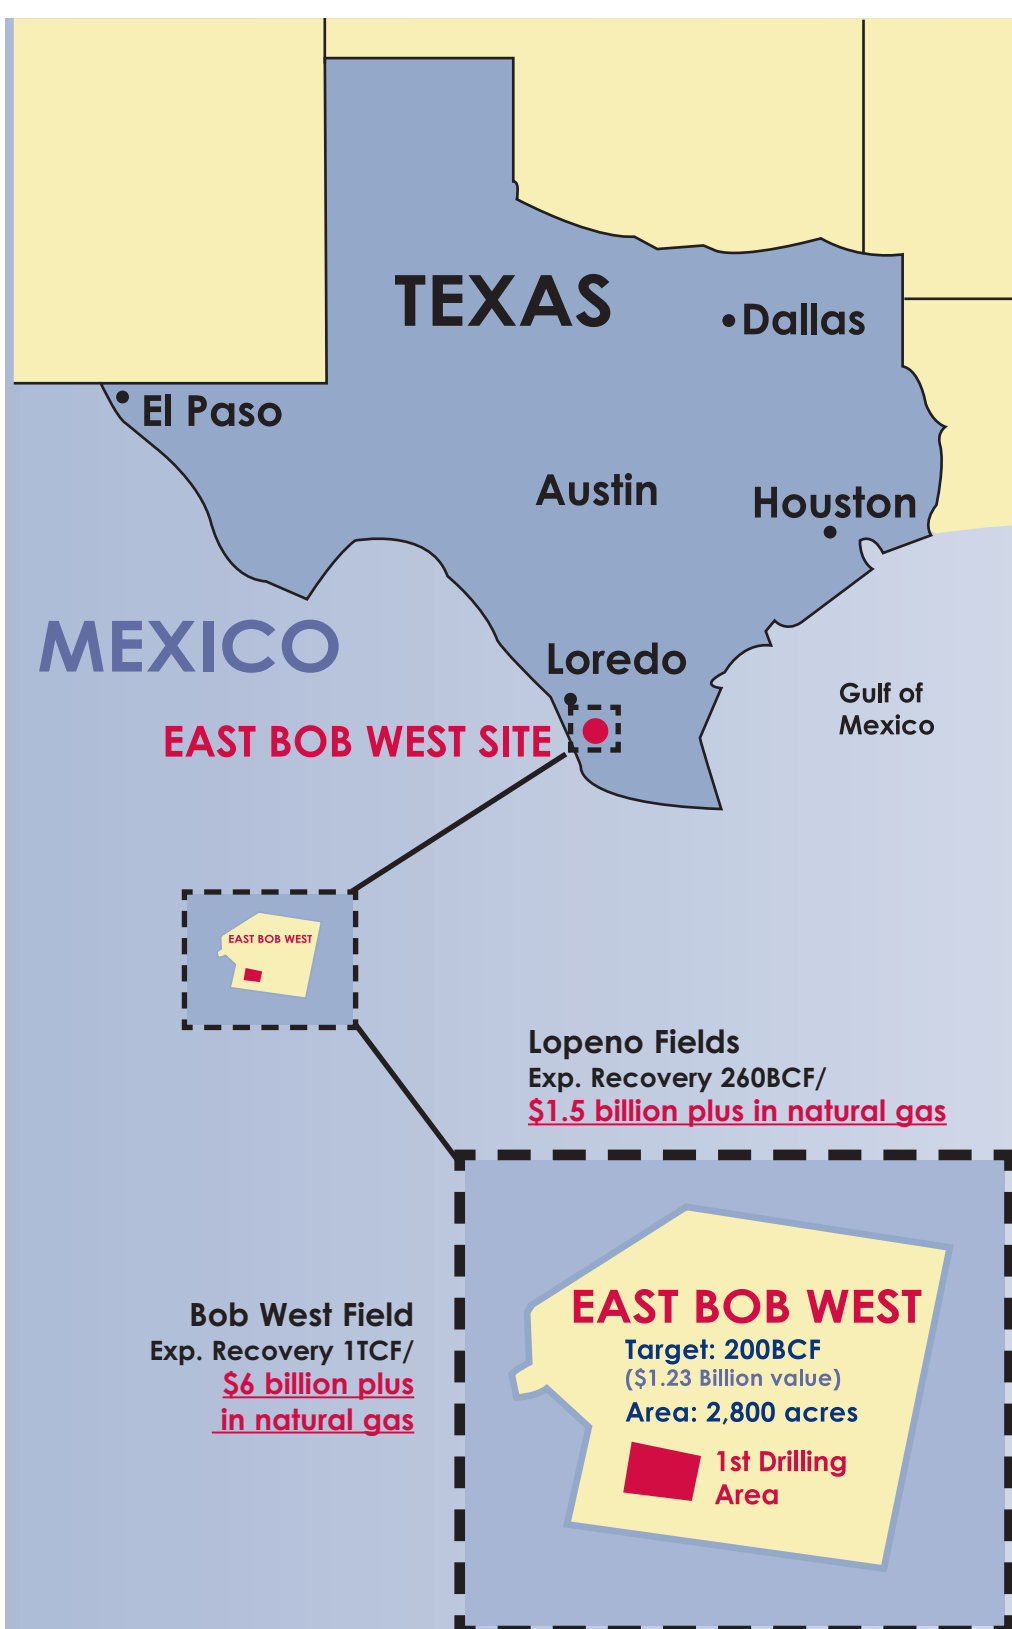 TEXAS
Dallas
El Paso
Austin
Houston
MEXICO
Loredo
Gulf of
Mexico
EAST BOB WEST SITE
EAST BOB WEST
Lopeno Fields
Exp. Recovery 260BCF/
$1.5 billion plus in natural gas
Bob West Field
Exp. Recovery 1TCF/
$6 billion plus
in natural gas
EAST BOB WEST
Target: 200BCF
($1.23 Billion value)
Area: 2,800 acres
1st Drilling
Area